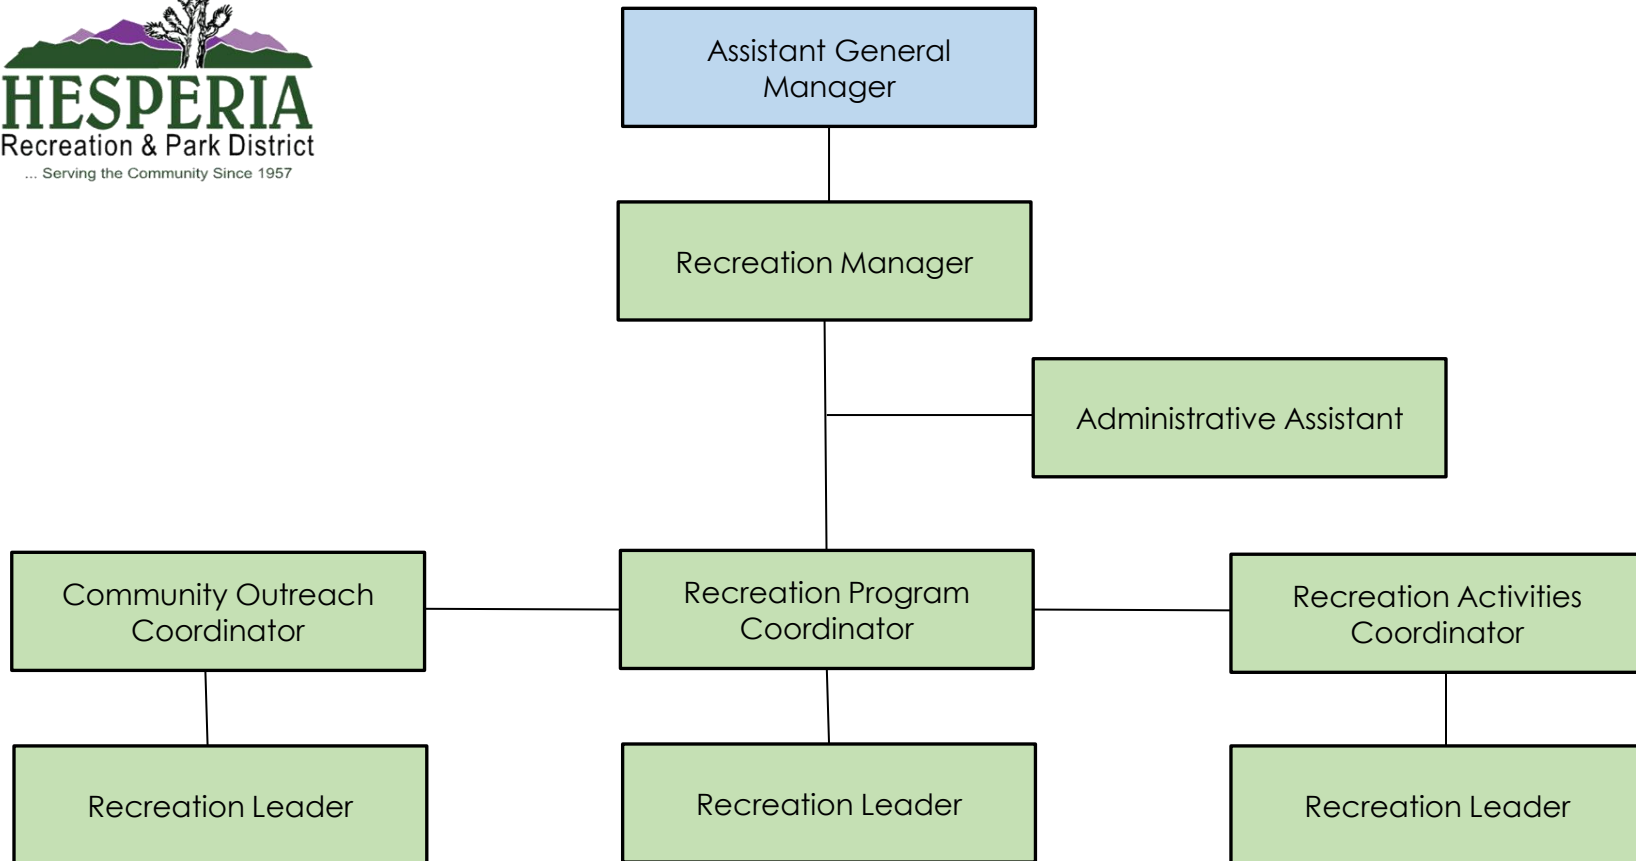 HESPERIA
Recreation & Park District
... Serving the Community Since 1957
Assistant General
Manager
Recreation Manager
Administrative Assistant
Community Outreach
Coordinator
Recreation Program
Coordinator
Recreation Activities
Coordinator
Recreation Leader
Recreation Leader
Recreation Leader